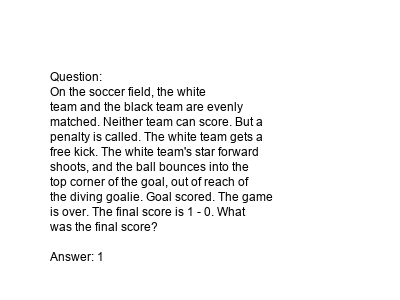 Question:
On the soccer field, the white
team and the black team are evenly
matched. Neither team can score. But a
penalty is called. The white team gets a
free kick. The white team's star forward
shoots, and the ball bounces into the
top corner of the goal, out of reach of
the diving goalie. Goal scored. The game
is over. The final score is 1 - 0. What
was the final score?

Answer: 1